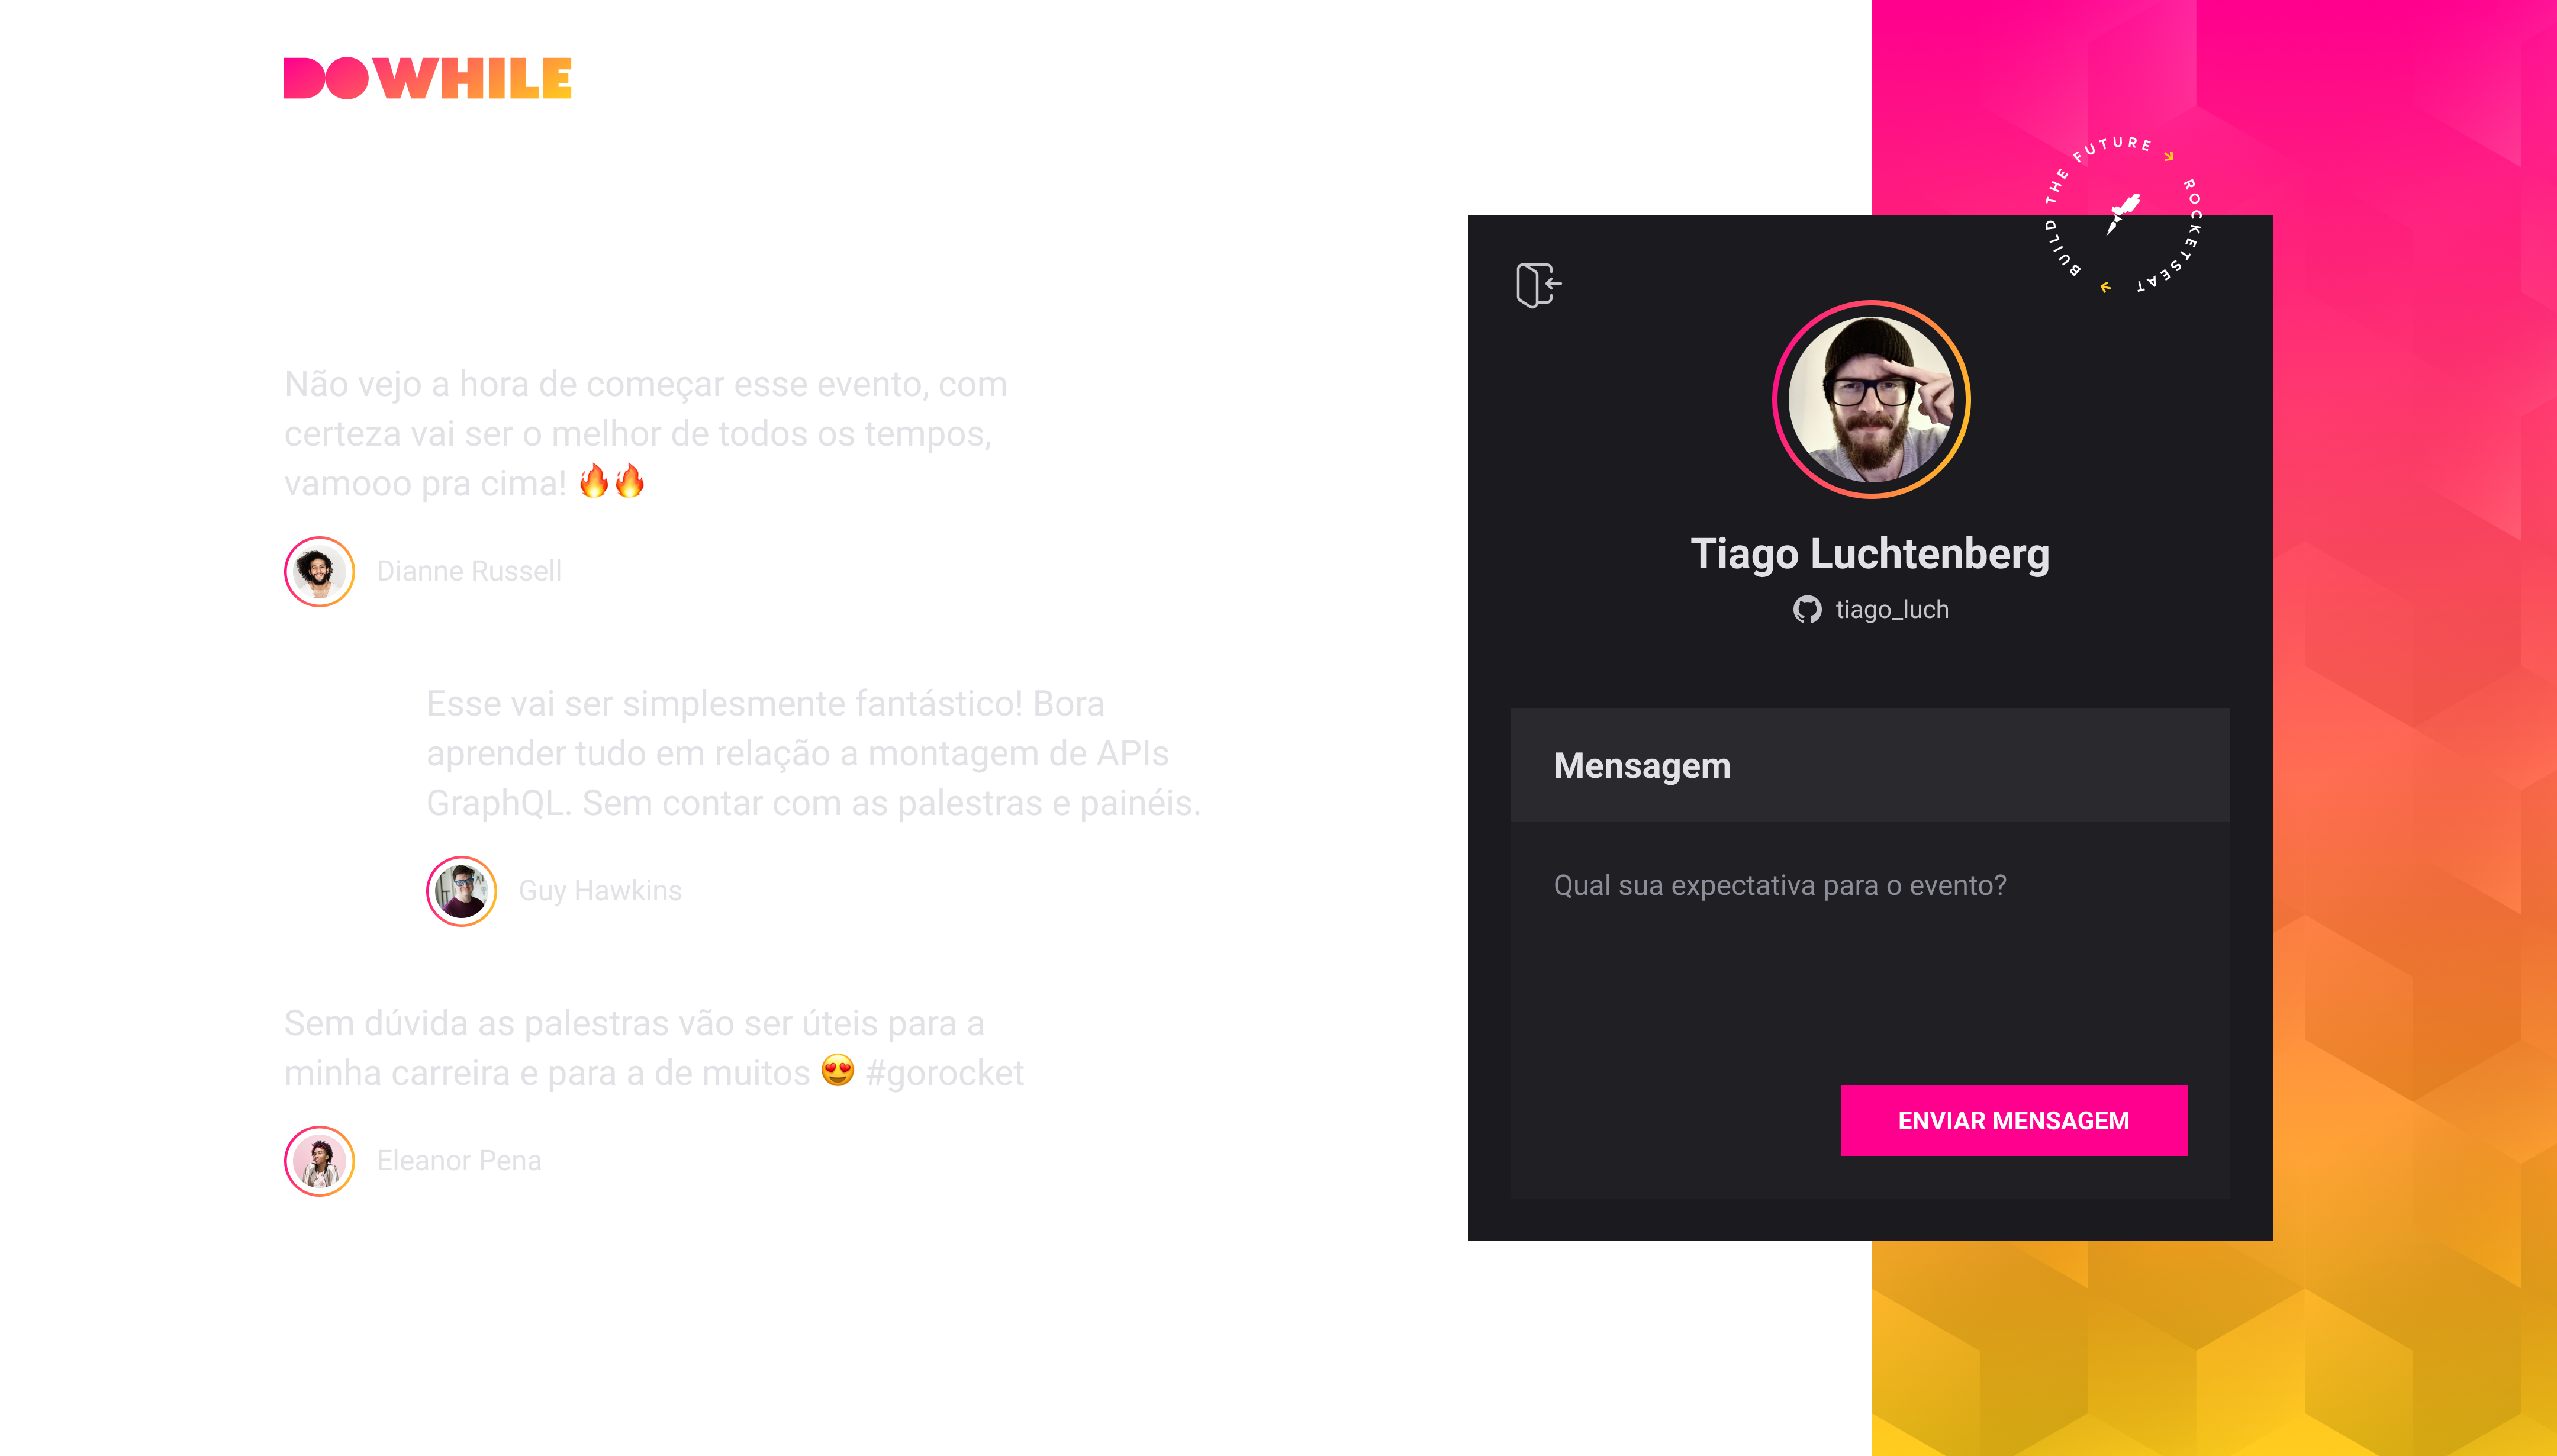 DOWHILE
Não vejo a hora de começar esse evento, com
certeza vai ser o melhor de todos os tempos,
vamooo pra cima! 🔥🔥
Dianne Russell
Esse vai ser simplesmente fantástico! Bora
aprender tudo em relação a montagem de APIs
GraphQL. Sem contar com as palestras e painéis.
Guy Hawkins
Sem dúvida as palestras vão ser úteis para a
minha carreira e para a de muitos 😍 #gorocket
Eleanor Pena
BUILD THE FUTURE ROCKETSEAT
Tiago Luchtenberg
tiago_luch
Mensagem
Qual sua expectativa para o evento?
ENVIAR MENSAGEM